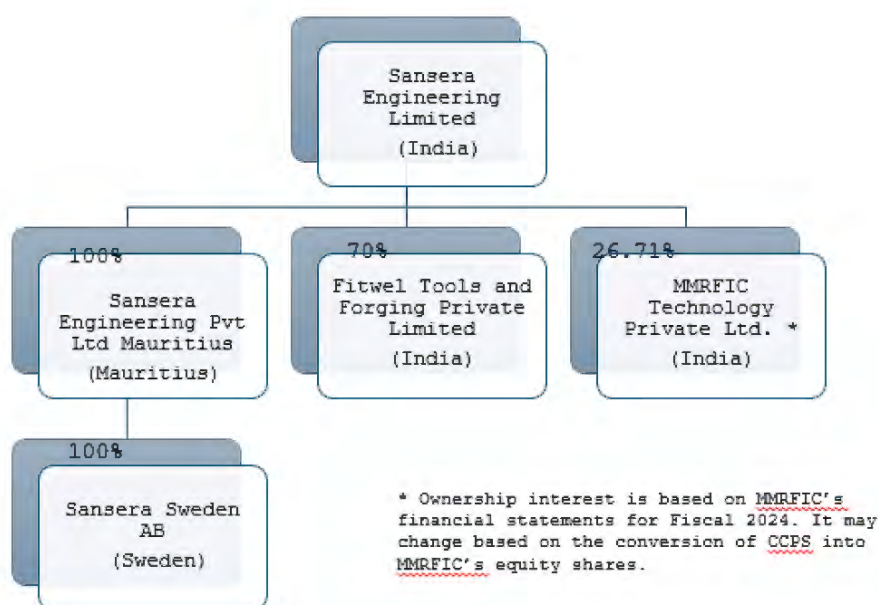 Sansera
Engineering
Limited
(India)
100%
Sansera
Engineering Pvt
Ltd Mauritius
(Mauritius)
70%
Fitwel Tools and
Forging Private
Limited
(India)
26.71%
MMRFIC
Technology
Private Ltd. *
(India)
100%
Sansera Sweden
AB
(Sweden)
* Ownership interest is based on MMRFIC's
financial statements for Fiscal 2024. It may
change based on the conversion of CCPS into
MMRFIC's equity shares.